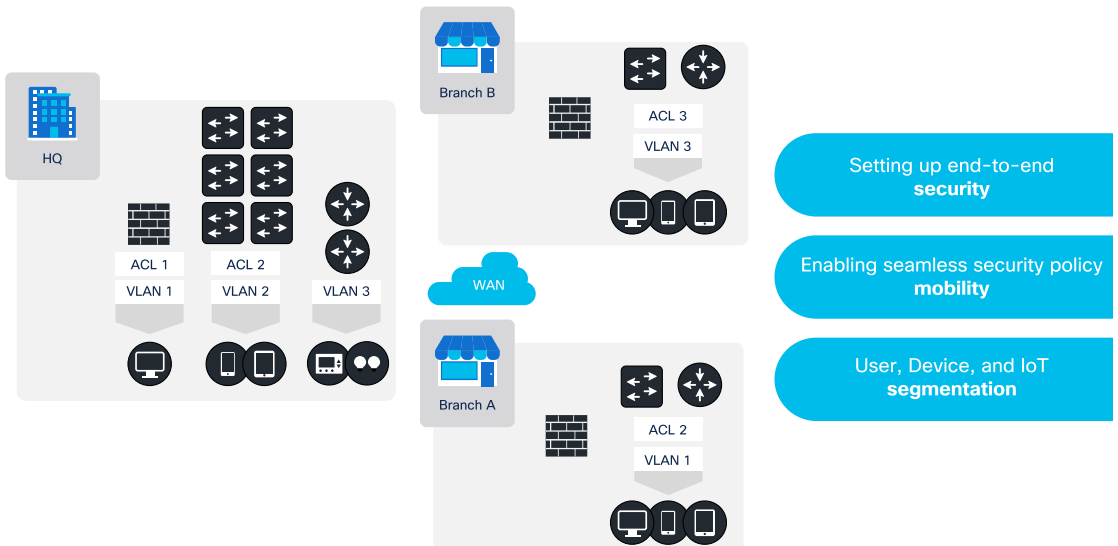 HQ
ACL 1
VLAN 1
ACL 2
VLAN 2
VLAN 3
Branch B
ACL 3
VLAN 3
WAN
Branch A
ACL 2
VLAN 1
Setting up end-to-end
security
Enabling seamless security policy
mobility
User, Device, and IoT
segmentation